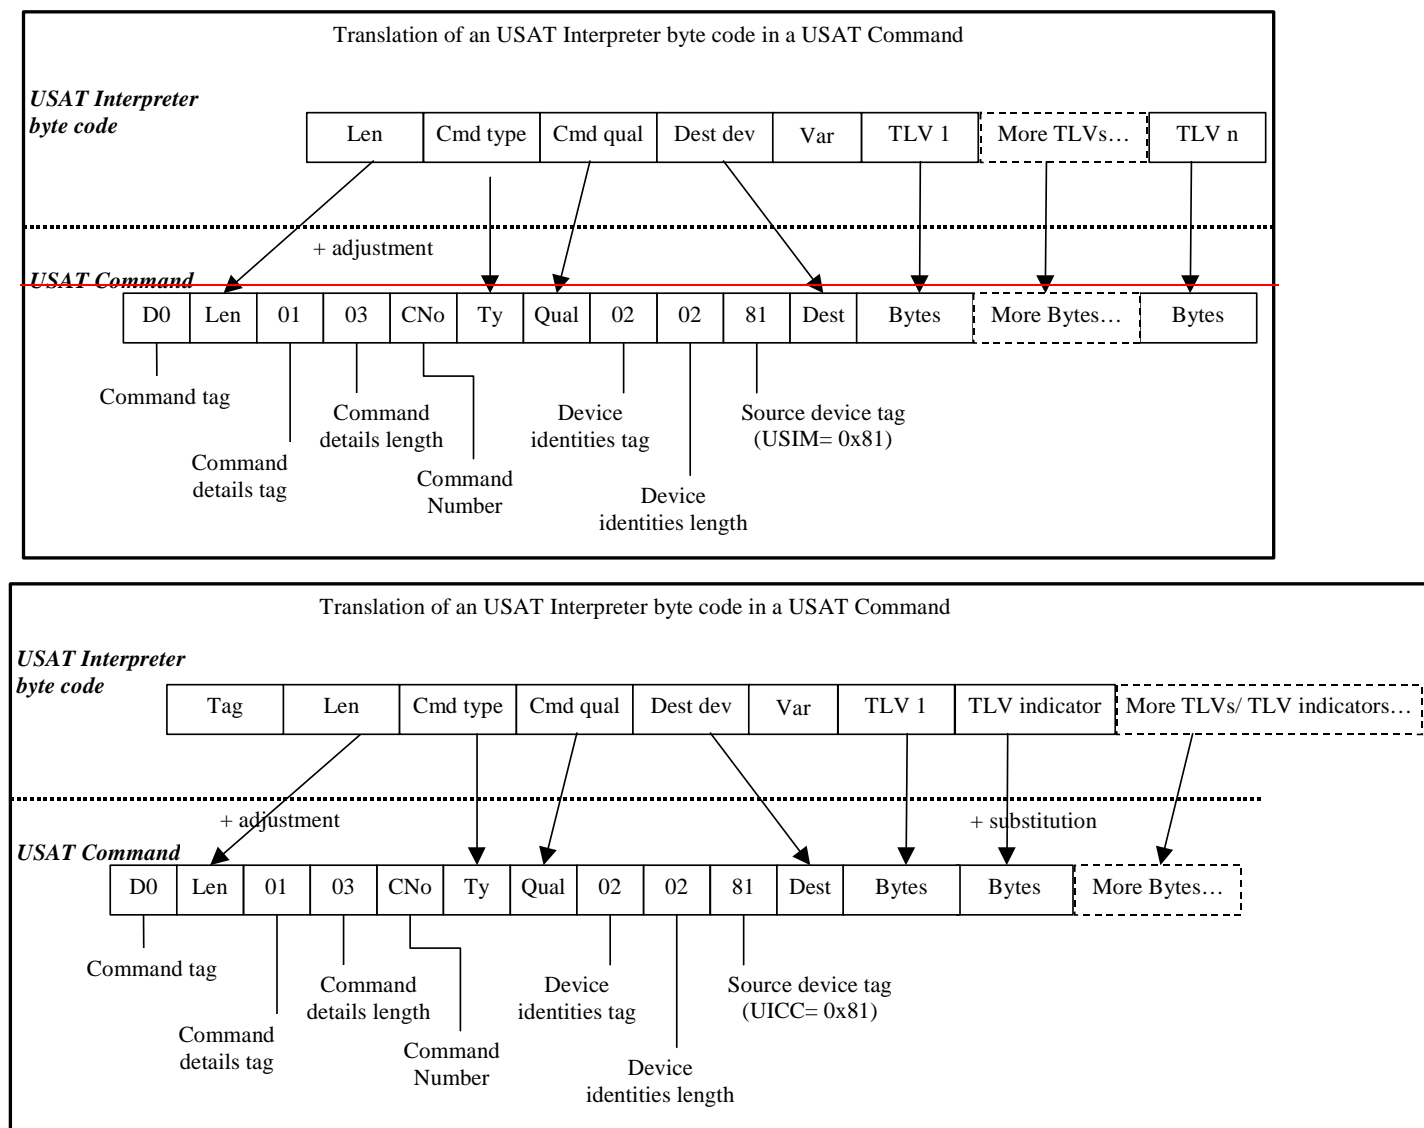 Translation of an USAT Interpreter byte code in a USAT Command
USAT Interpreter
byte code
Len Cmd type Cmd qual Dest dev Var TLV 1 More TLVs… TLV n
+ adjustment
USAT Command
D0 Len 01 03 CNo Ty Qual 02 02 81 Dest Bytes More Bytes… Bytes
Command tag
Command
details length
Device
identities tag
Source device tag
(USIM= 0x81)
Command
details tag
Command
Number
Device
identities length
Translation of an USAT Interpreter byte code in a USAT Command
USAT Interpreter
byte code
Tag Len Cmd type Cmd qual Dest dev Var TLV 1 TLV indicator More TLVs/ TLV indicators…
+ adjustment + substitution
USAT Command
D0 Len 01 03 CNo Ty Qual 02 02 81 Dest Bytes Bytes More Bytes…
Command tag
Command
details length
Device
identities tag
Source device tag
(UICC= 0x81)
Command
details tag
Command
Number
Device
identities length